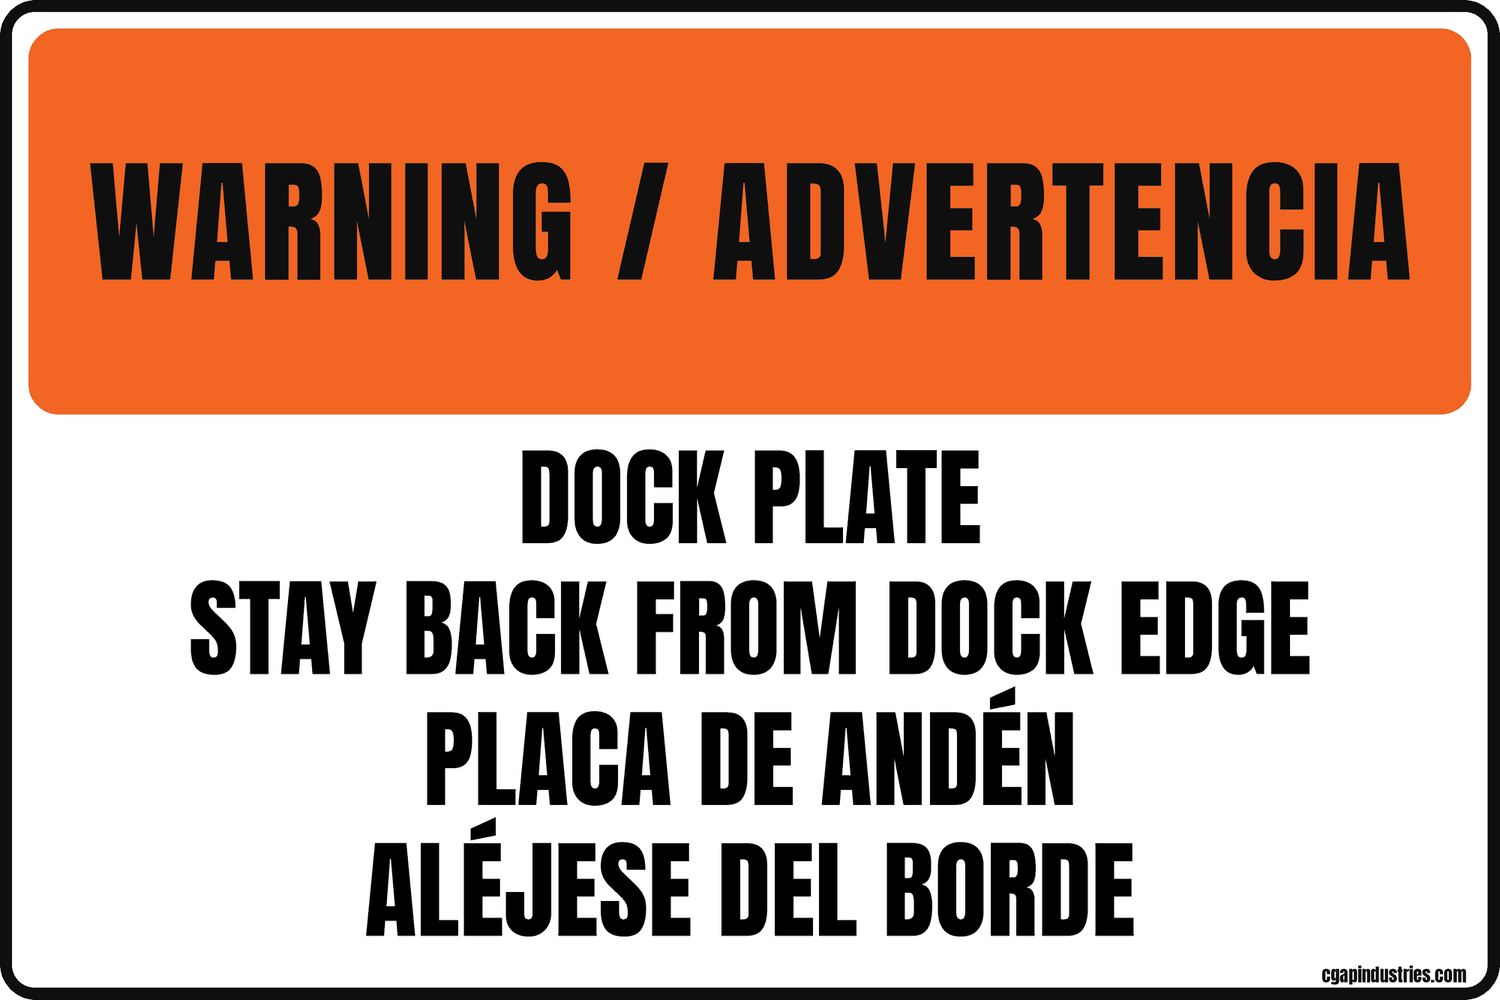 WARNING / ADVERTENCIA
DOCK PLATE
STAY BACK FROM DOCK EDGE
PLACA DE ANDÉN
ALÉJESE DEL BORDE
cgapindustries.com